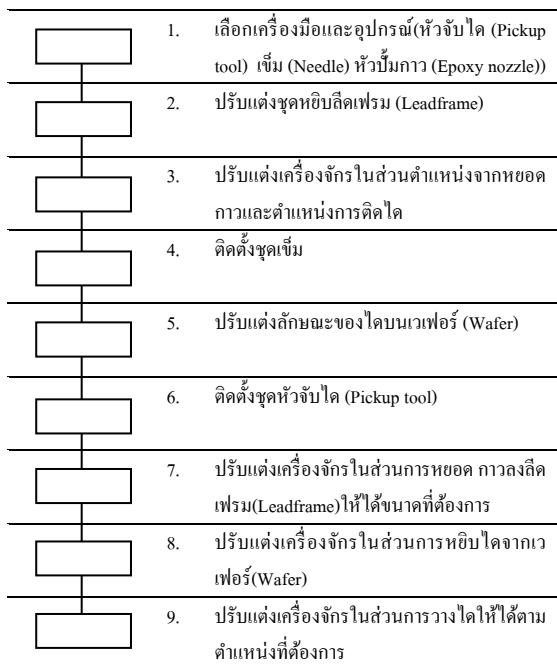 1. เลือกเครื่องมือและอุปกรณ์(หัวจับได (Pickup
tool) เข็ม (Needle) หัวปั๊มกาว (Epoxy nozzle))
2. ปรับแต่งชุดหยิบลีดเฟรม (Leadframe)
3. ปรับแต่งเครื่องจักรในส่วนตำแหน่งจากหยอด
กาวและตำแหน่งการติดได
4. ติดตั้งชุดเข็ม
5. ปรับแต่งลักษณะของไดบนเวเฟอร์ (Wafer)
6. ติดตั้งชุดหัวจับได (Pickup tool)
7. ปรับแต่งเครื่องจักรในส่วนการหยอด กาวลงลีด
เฟรม(Leadframe)ให้ได้ขนาดที่ต้องการ
8. ปรับแต่งเครื่องจักรในส่วนการหยิบไดจากเว
เฟอร์(Wafer)
9. ปรับแต่งเครื่องจักรในส่วนการวางไดให้ได้ตาม
ตำแหน่งที่ต้องการ